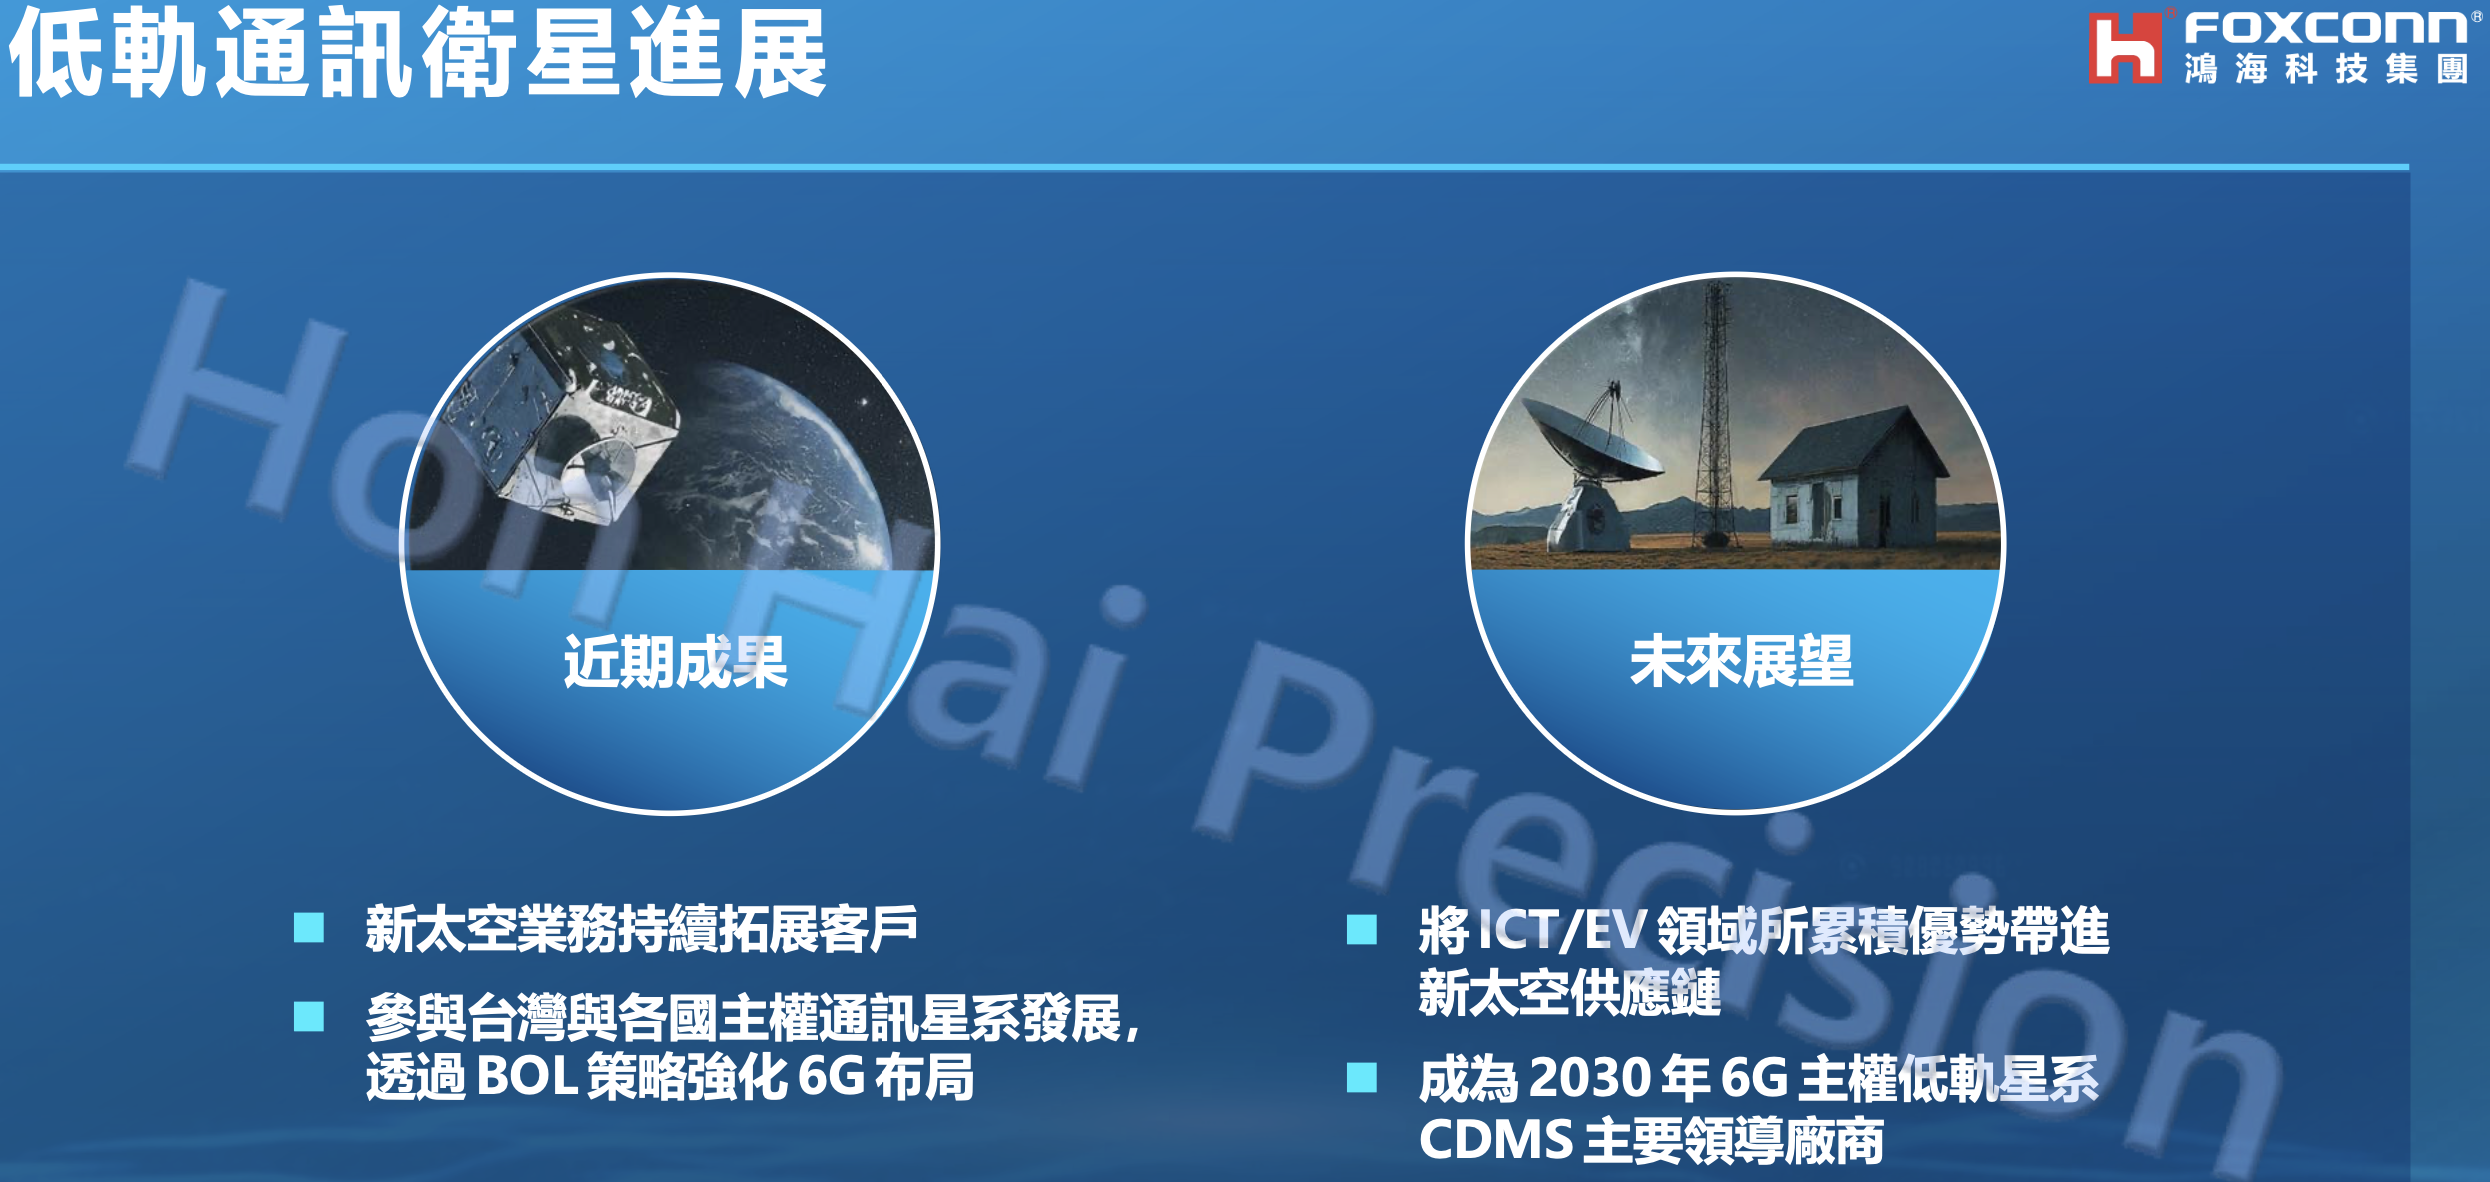 低軌通訊衛星進展
FOXCONN®
鴻海科技集團
近期成果
■ 新太空業務持續拓展客戶
■ 參與台灣與各國主權通訊星系發展,
透過 BOL 策略強化 6G 布局
未來展望
■ 將 ICT/EV 領域所累積優勢帶進
新太空供應鏈
■ 成為 2030 年 6G 主權低軌星系
CDMS 主要領導廠商
Hon Hai Precision